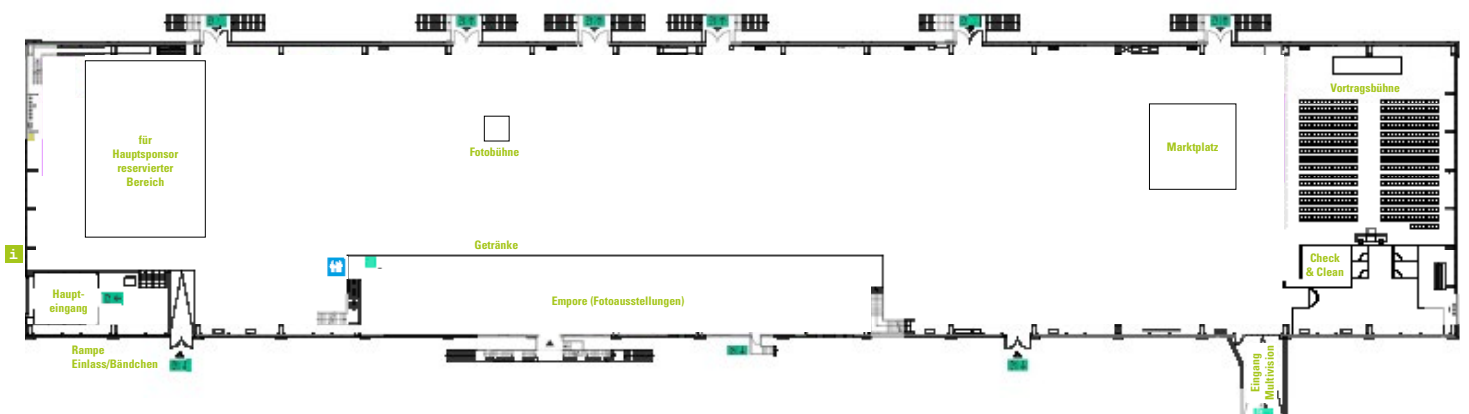 Vortragsbühne
für
Hauptsponsor
reservierter
Bereich
Fotobühne
Marktplatz
i
Getränke
Check
& Clean
Haupt-
eingang
Empore (Fotoausstellungen)
Rampe
Einlass/Bändchen
Eingang
Multivision